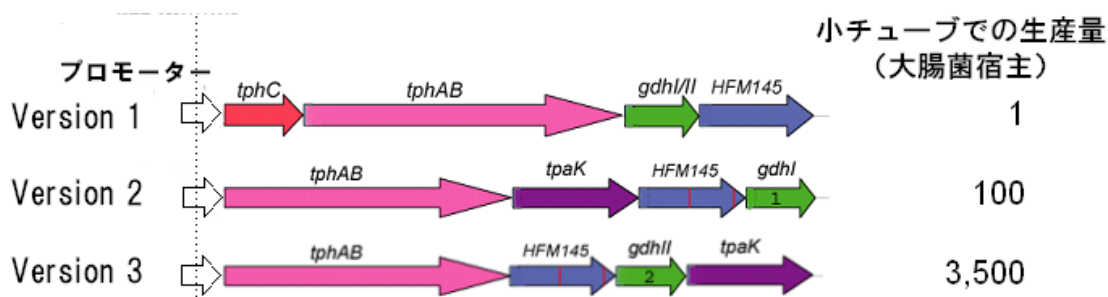 小チューブでの生産量
(大腸菌宿主)
プロモーター
tphC tphAB gdhI/II HFM145
Version 1 1
tphAB tpaK HFM145 gdhI
Version 2 1 100
tphAB HFM145 gdhII tpaK
Version 3 2 3,500